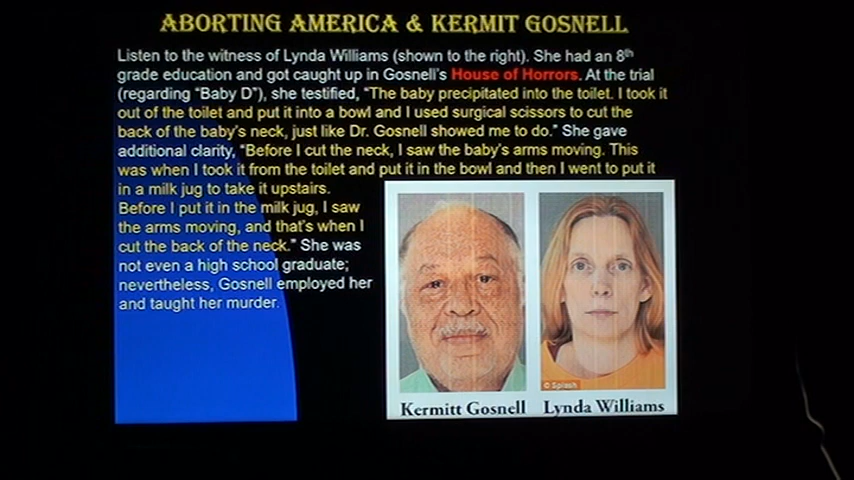 ABORTING AMERICA & KERMIT GOSNELL
Listen to the witness of Lynda Williams (shown to the right). She had an 8th
grade education and got caught up in Gosnell's House of Horrors. At the trial
(regarding "Baby D"), she testified, "The baby precipitated into the toilet. I took it
out of the toilet and put it into a bowl and I used surgical scissors to cut the
back of the baby's neck, just like Dr. Gosnell showed me to do." She gave
additional clarity, "Before I cut the neck, I saw the baby's arms moving. This
was when I took it from the toilet and put it in the bowl and then I went to put it
in a milk jug to take it upstairs.
Before I put it in the milk jug, I saw
the arms moving, and that's when I
cut the back of the neck." She was
not even a high school graduate;
nevertheless, Gosnell employed her
and taught her murder.
© Splash
Kermitt Gosnell
Lynda Williams